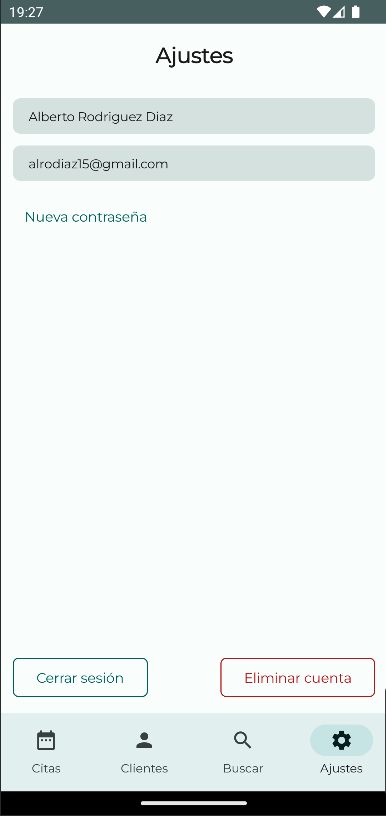 19:27
Ajustes
Alberto Rodriguez Diaz
alrodiaz15@gmail.com
Nueva contraseña
Cerrar sesión
Eliminar cuenta
Citas
Clientes
Buscar
Ajustes